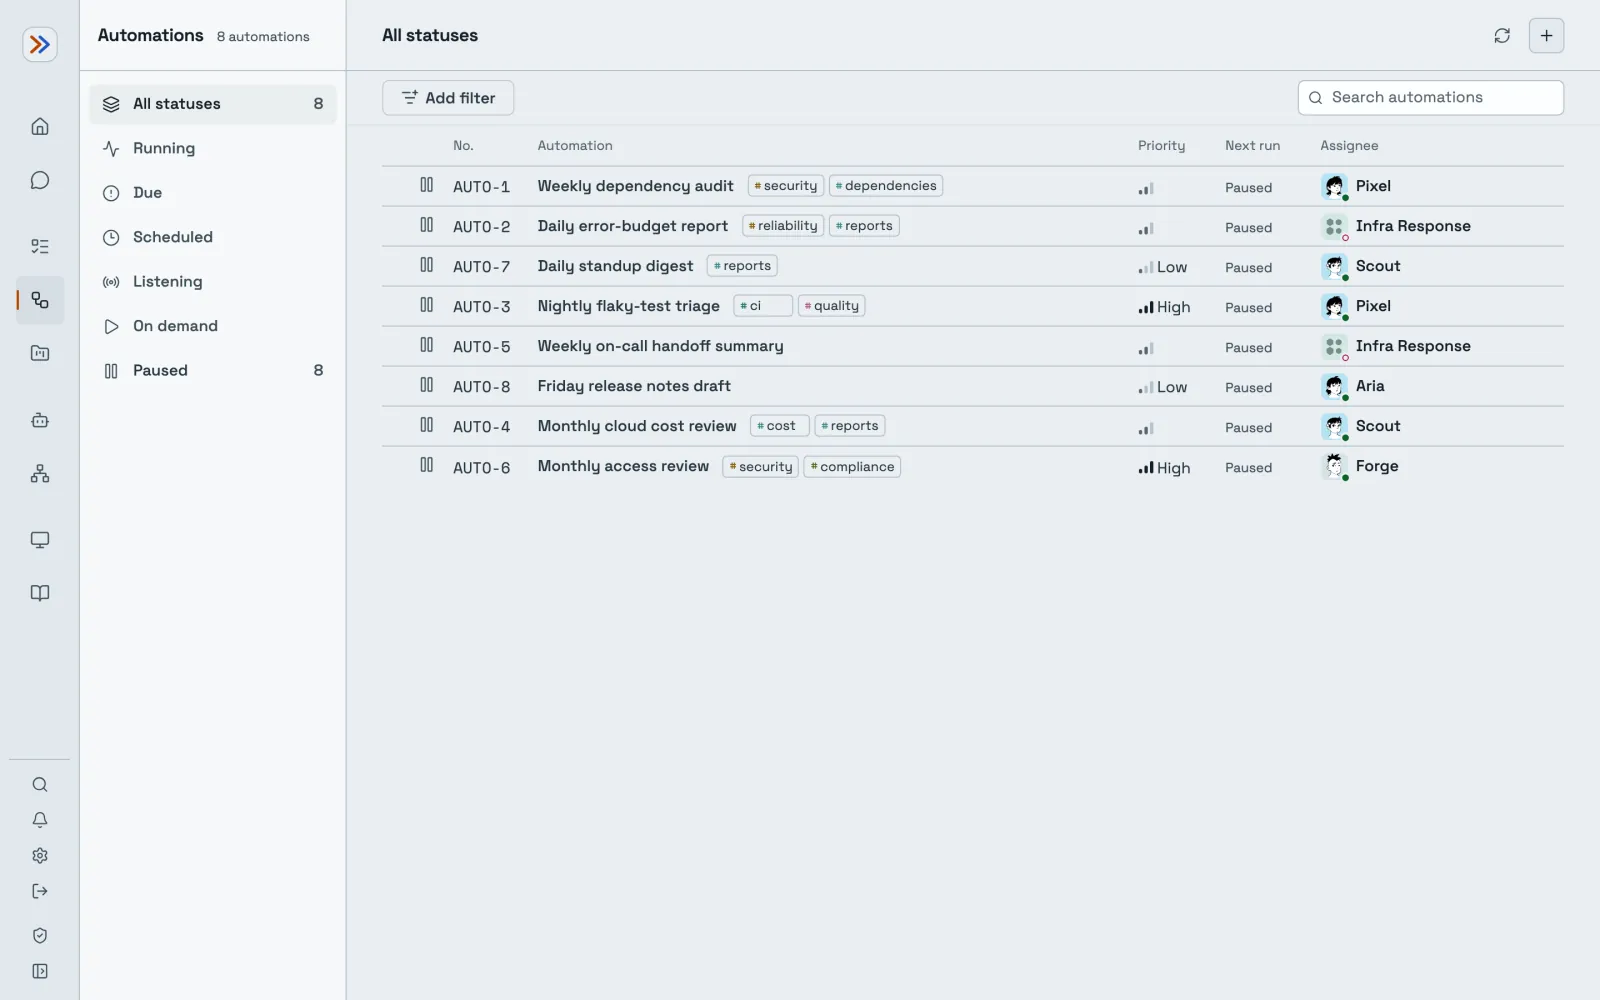 Automations 8 automations
All statuses 8
Running
Due
Scheduled
Listening
On demand
Paused 8
All statuses
Add filter
Search automations
No. Automation Priority Next run Assignee
AUTO-1 Weekly dependency audit #security #dependencies Paused Pixel
AUTO-2 Daily error-budget report #reliability #reports Paused Infra Response
AUTO-7 Daily standup digest #reports Low Paused Scout
AUTO-3 Nightly flaky-test triage #ci #quality High Paused Pixel
AUTO-5 Weekly on-call handoff summary Paused Infra Response
AUTO-8 Friday release notes draft Low Paused Aria
AUTO-4 Monthly cloud cost review #cost #reports Paused Scout
AUTO-6 Monthly access review #security #compliance High Paused Forge